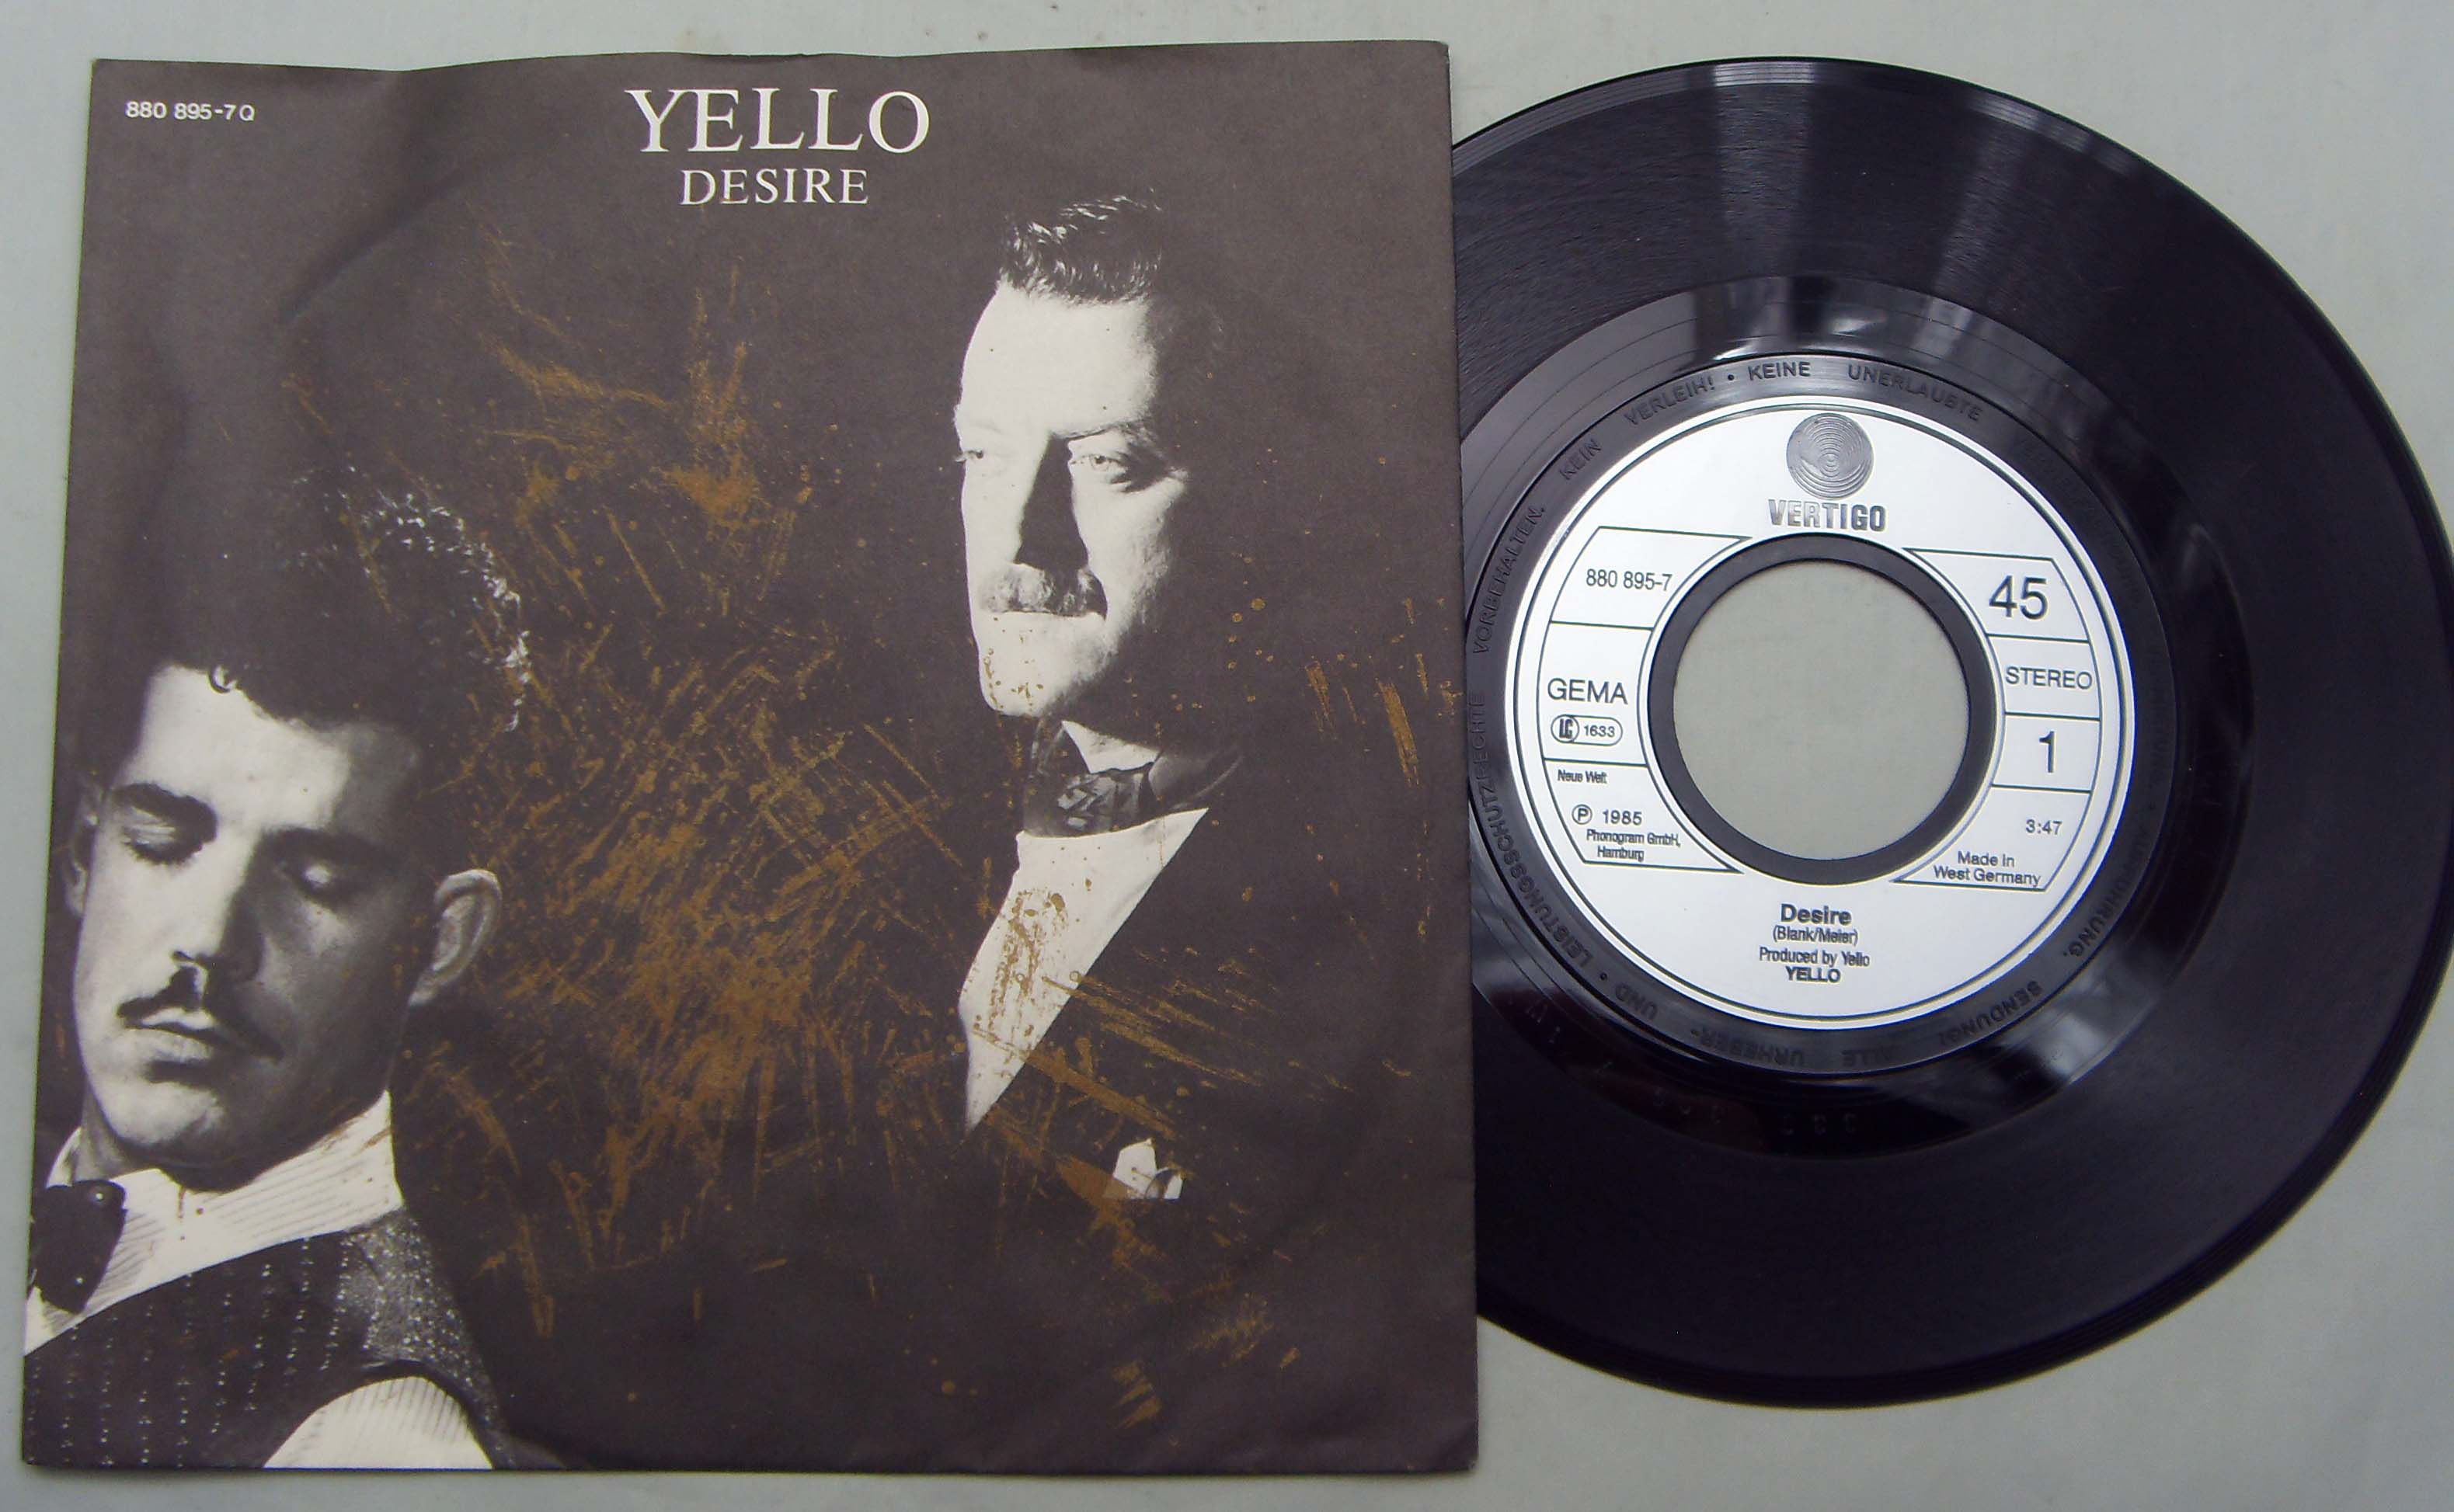 880 895-7 Q
YELLO
DESIRE
VERTIGO
880 895-7
GEMA
LC 1633
Neue Welt
℗ 1985
Phonogram GmbH,
Hamburg
45
STEREO
1
3:47
Made in
West Germany
Desire
(Blank/Meier)
Produced by Yello
YELLO
KEIN VERLEIH! • KEINE UNERLAUBTE
SENDUNG! ALLE URHEBER- UND • LEISTUNGSSCHUTZRECHTE VORBEHALTEN.